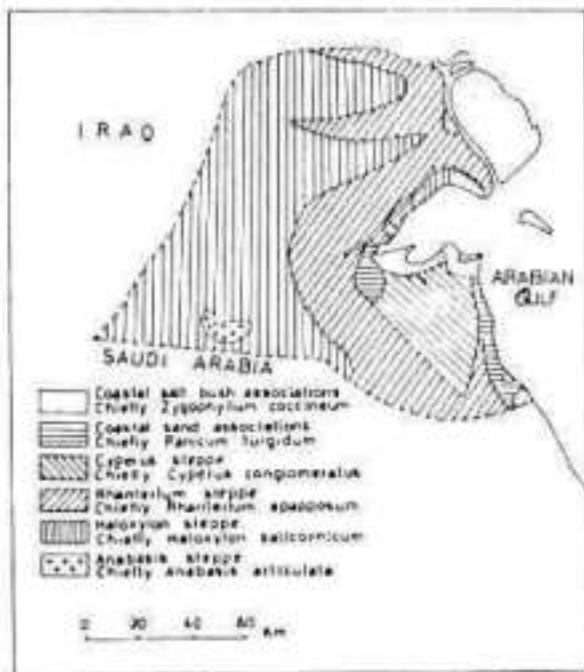 IRAQ
ARABIAN
GULF
SAUDI ARABIA
Coastal salt bush associations
Chiefly Zygophyllum coccineum
Coastal sand associations
Chiefly Panicum turgidum
Cyperus steppe
Chiefly Cyperus conglomeratus
Rhanterium steppe
Chiefly Rhanterium epapposum
Haloxylon steppe
Chiefly Haloxylon salicornicum
Anabasis steppe
Chiefly Anabasis articulata
0 20 40 60
Km